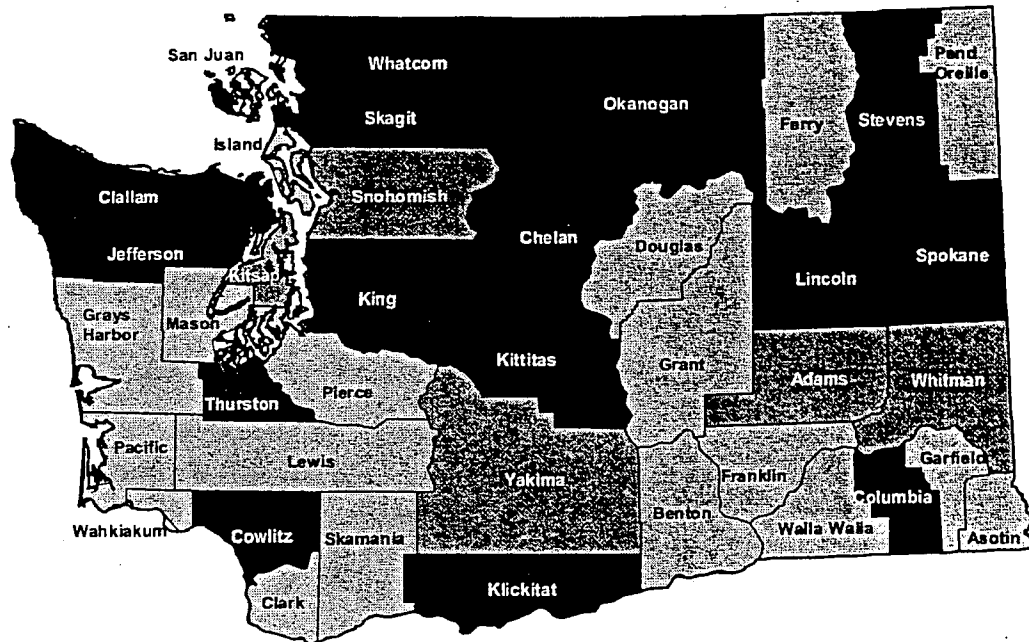 San Juan
Whatcom
Pend
Oreille
Okanogan
Skagit
Ferry
Stevens
Island
Snohomish
Clallam
Chelan
Douglas
Jefferson
Spokane
Kitsap
Lincoln
King
Grays
Harbor
Mason
Kittitas
Grant
Adams
Whitman
Pierce
Thurston
Pacific
Lewis
Garfield
Yakima
Franklin
Columbia
Benton
Wahkiakum
Walla Walla
Cowlitz
Skamania
Asotin
Klickitat
Clark